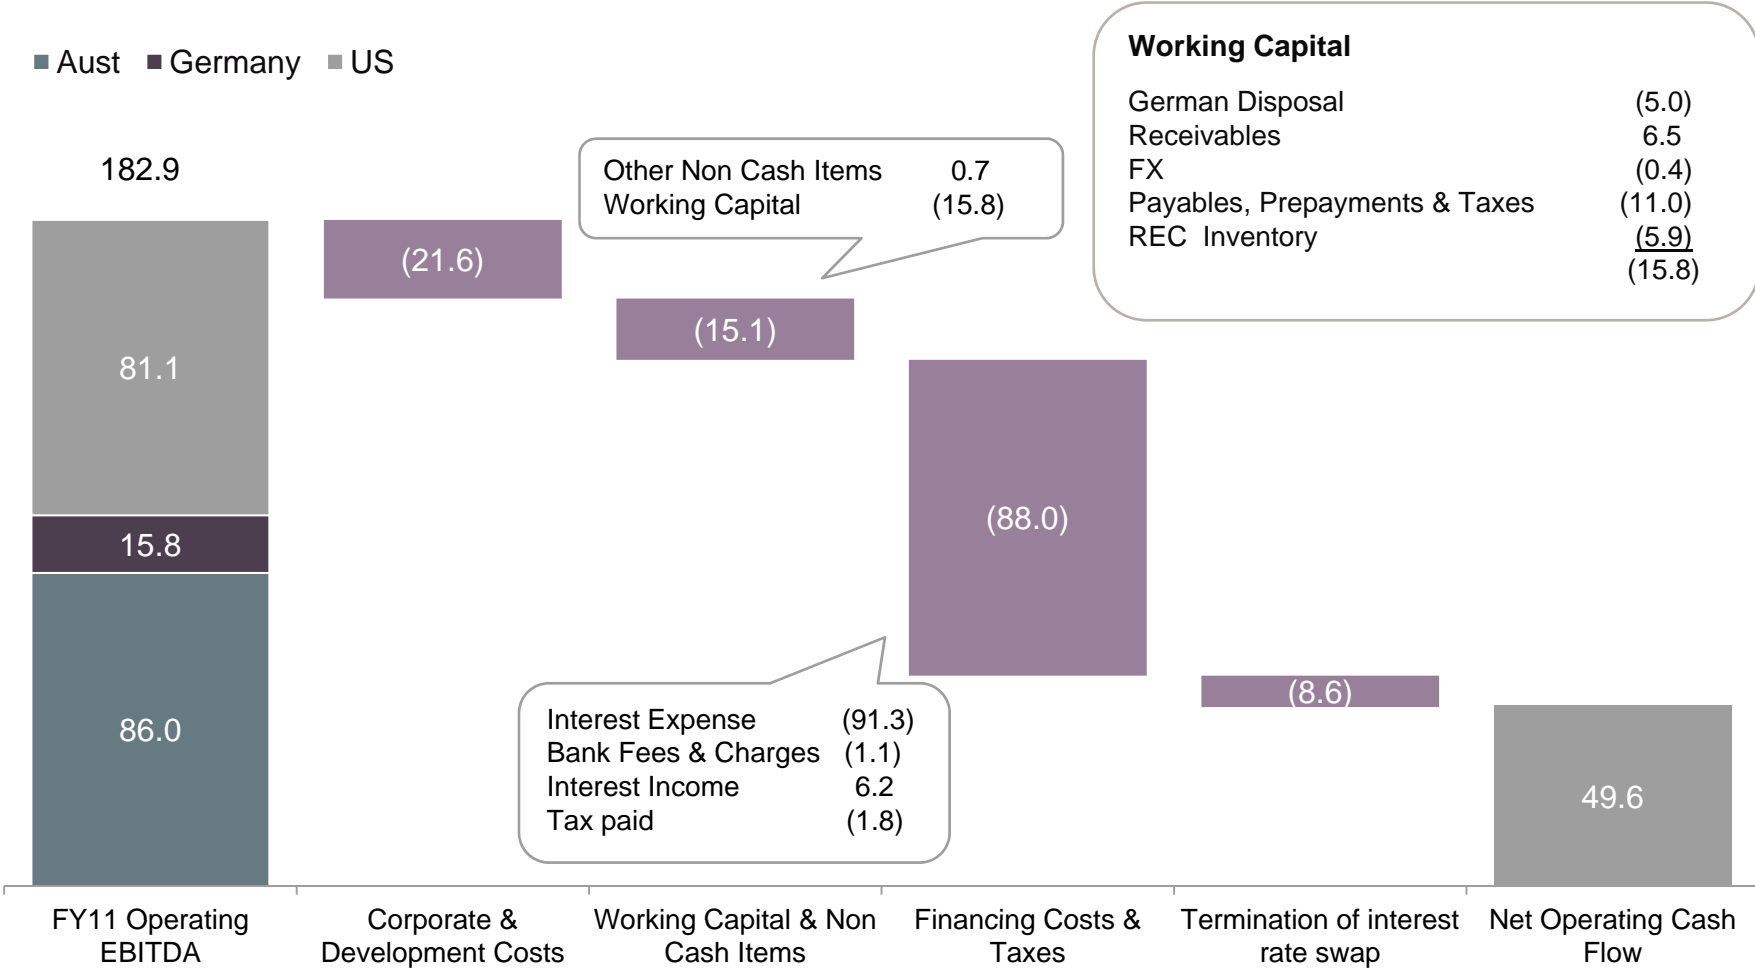 Aust Germany US
182.9
81.1
15.8
86.0
(21.6)
Other Non Cash Items 0.7
Working Capital (15.8)
(15.1)
Working Capital
German Disposal (5.0)
Receivables 6.5
FX (0.4)
Payables, Prepayments & Taxes (11.0)
REC Inventory (5.9)
(15.8)
(88.0)
Interest Expense (91.3)
Bank Fees & Charges (1.1)
Interest Income 6.2
Tax paid (1.8)
(8.6)
49.6
FY11 Operating
EBITDA
Corporate &
Development Costs
Working Capital & Non
Cash Items
Financing Costs &
Taxes
Termination of interest
rate swap
Net Operating Cash
Flow